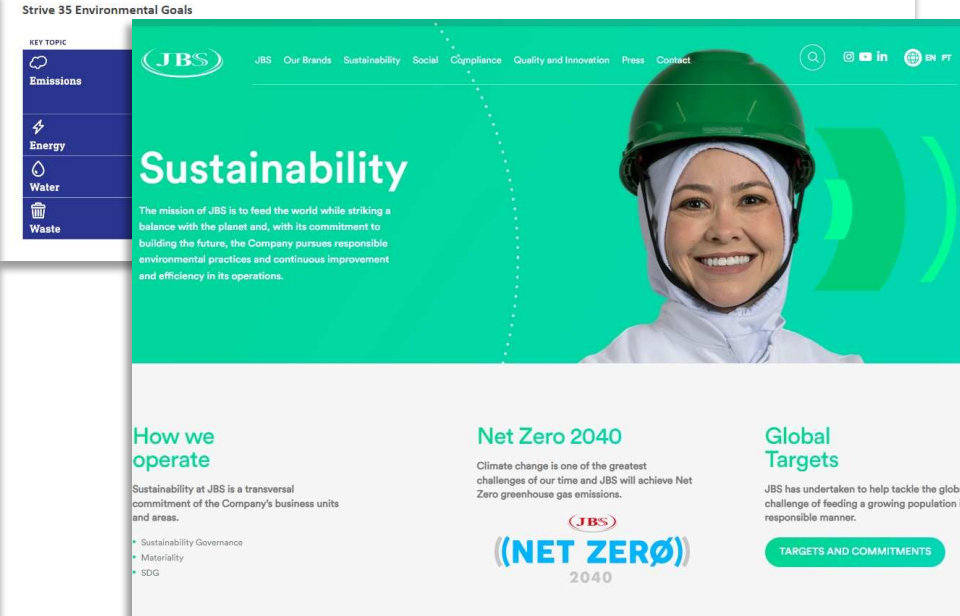 Strive 35 Environmental Goals
KEY TOPIC
Emissions
Energy
Water
Waste
JBS
JBS Our Brands Sustainability Social Compliance Quality and Innovation Press Contact
EN PT
Sustainability
The mission of JBS is to feed the world while striking a
balance with the planet and, with its commitment to
building the future, the Company pursues responsible
environmental practices and continuous improvement
and efficiency in its operations.
How we
operate
Sustainability at JBS is a transversal
commitment of the Company's business units
and areas.
• Sustainability Governance
• Materiality
• SDG
Net Zero 2040
Climate change is one of the greatest
challenges of our time and JBS will achieve Net
Zero greenhouse gas emissions.
JBS
((NET ZERØ))
2040
Global
Targets
JBS has undertaken to help tackle the glob
challenge of feeding a growing population i
responsible manner.
TARGETS AND COMMITMENTS